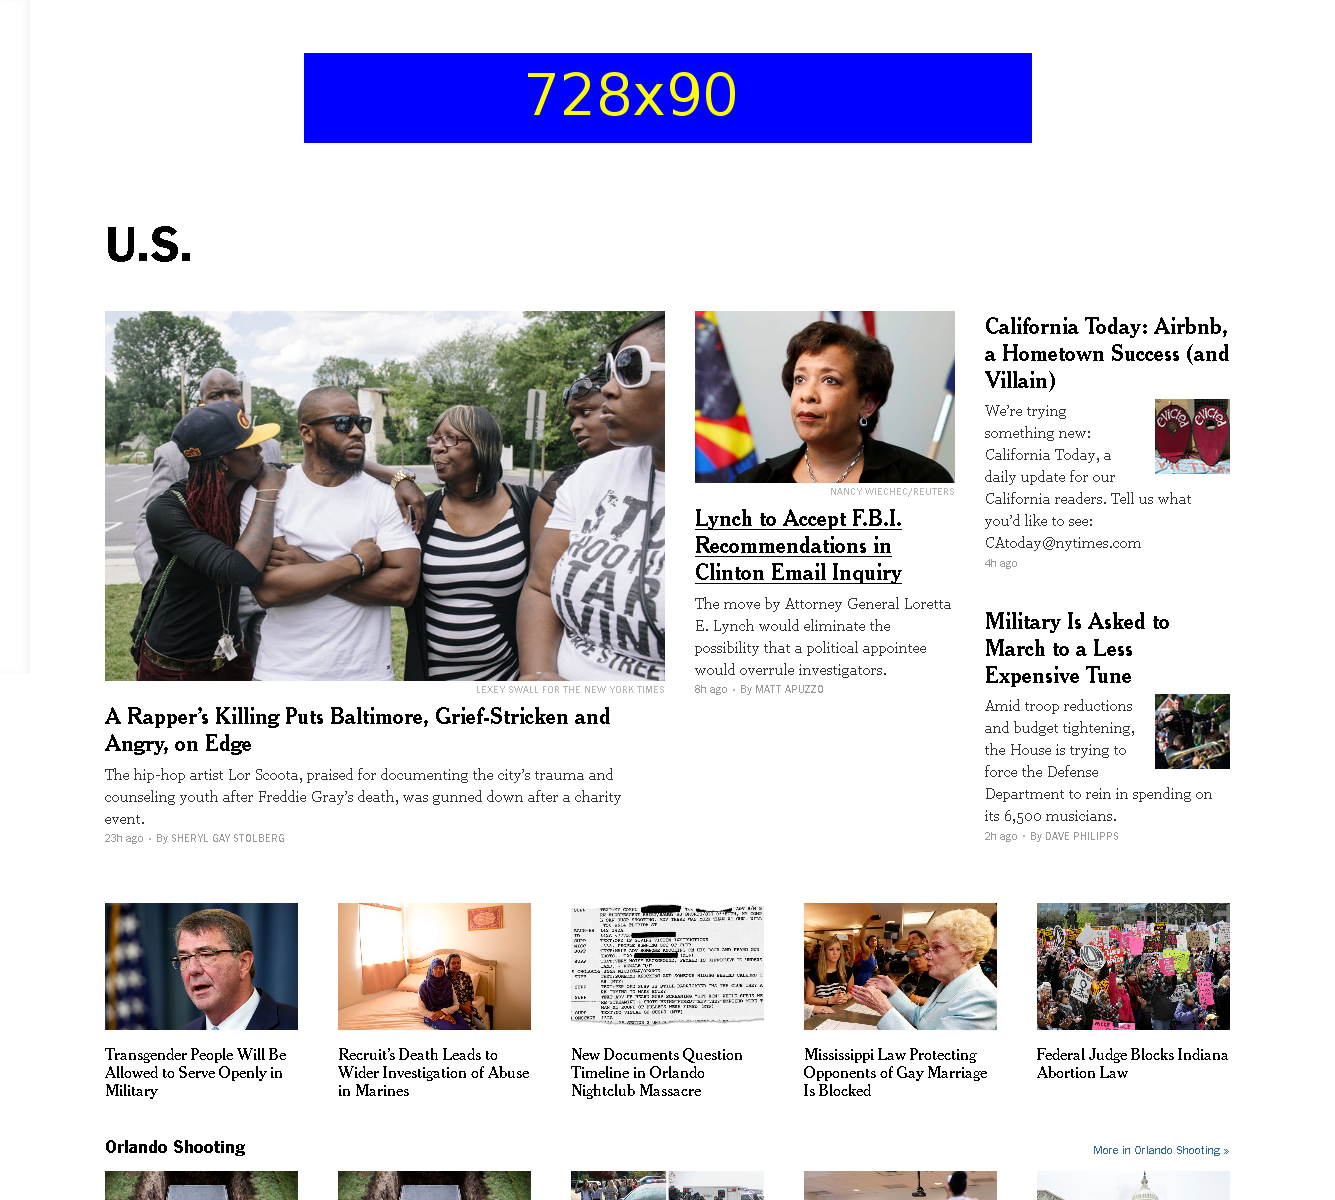 728x90
U.S.
LEXEY SWALL FOR THE NEW YORK TIMES
A Rapper's Killing Puts Baltimore, Grief-Stricken and
Angry, on Edge
The hip-hop artist Lor Scoota, praised for documenting the city's trauma and
counseling youth after Freddie Gray's death, was gunned down after a charity
event.
23h ago • By SHERYL GAY STOLBERG
NANCY WIECHEC/REUTERS
Lynch to Accept F.B.I.
Recommendations in
Clinton Email Inquiry
The move by Attorney General Loretta
E. Lynch would eliminate the
possibility that a political appointee
would overrule investigators.
8h ago • By MATT APUZZO
California Today: Airbnb,
a Hometown Success (and
Villain)
We're trying
something new:
California Today, a
daily update for our
California readers. Tell us what
you'd like to see:
CAtoday@nytimes.com
4h ago
evicted evicted
Military Is Asked to
March to a Less
Expensive Tune
Amid troop reductions
and budget tightening,
the House is trying to
force the Defense
Department to rein in spending on
its 6,500 musicians.
2h ago • By DAVE PHILIPPS
Transgender People Will Be
Allowed to Serve Openly in
Military
Recruit's Death Leads to
Wider Investigation of Abuse
in Marines
New Documents Question
Timeline in Orlando
Nightclub Massacre
Mississippi Law Protecting
Opponents of Gay Marriage
Is Blocked
Federal Judge Blocks Indiana
Abortion Law
Orlando Shooting
More in Orlando Shooting »